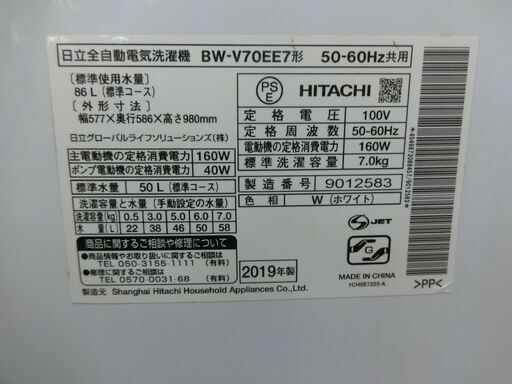 日立全自動電気洗濯機 BW-V70EE7形 50-60Hz共用
〔標準使用水量〕
86L(標準コース)
〔外形寸法〕
幅577×奥行586×高さ980mm
日立グローバルライフソリューションズ(株)
PS
E
HITACHI
定格電圧 100V
定格周波数 50-60Hz
電動機の定格消費電力 160W
標準洗濯容量 7.0kg
主電動機の定格消費電力 160W
ポンプ電動機の定格消費電力 40W
標準水量 50L(標準コース)
洗濯容量と水量(手動設定の水量)
洗濯容量(kg) 0.5 3.0 5.0 6.0 7.0
水量(L) 22 38 46 50 58
製造番号 9012583
色相 W(ホワイト)
商品に関するご相談や修理について
商品情報やお取り扱いに関するご相談
TEL 050-3155-1111(有料)
修理に関するご相談
TEL 0570-0031-68(有料)
2019年製
JET
G
MADE IN CHINA
1CHSE7223-A
>PP<
製造元 Shanghai Hitachi Household Appliances Co.,Ltd.